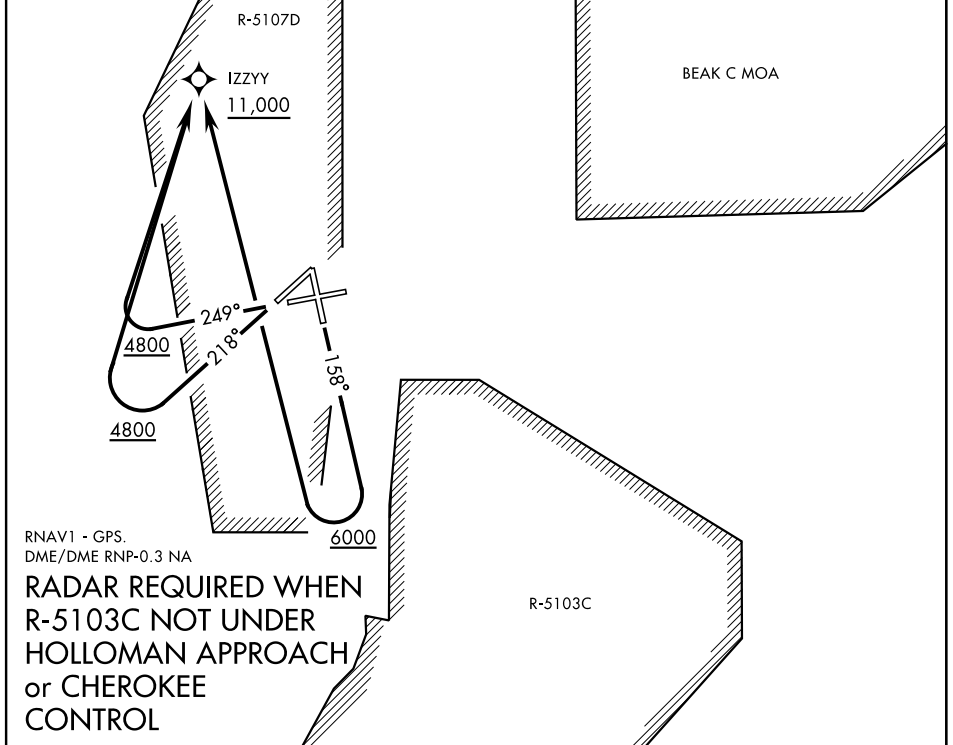 R-5107D
IZZYY
11,000
BEAK C MOA
249°
4800
218°
4800
158°
6000
RNAV1 - GPS.
DME/DME RNP-0.3 NA
RADAR REQUIRED WHEN
R-5103C NOT UNDER
HOLLOMAN APPROACH
or CHEROKEE
CONTROL
R-5103C